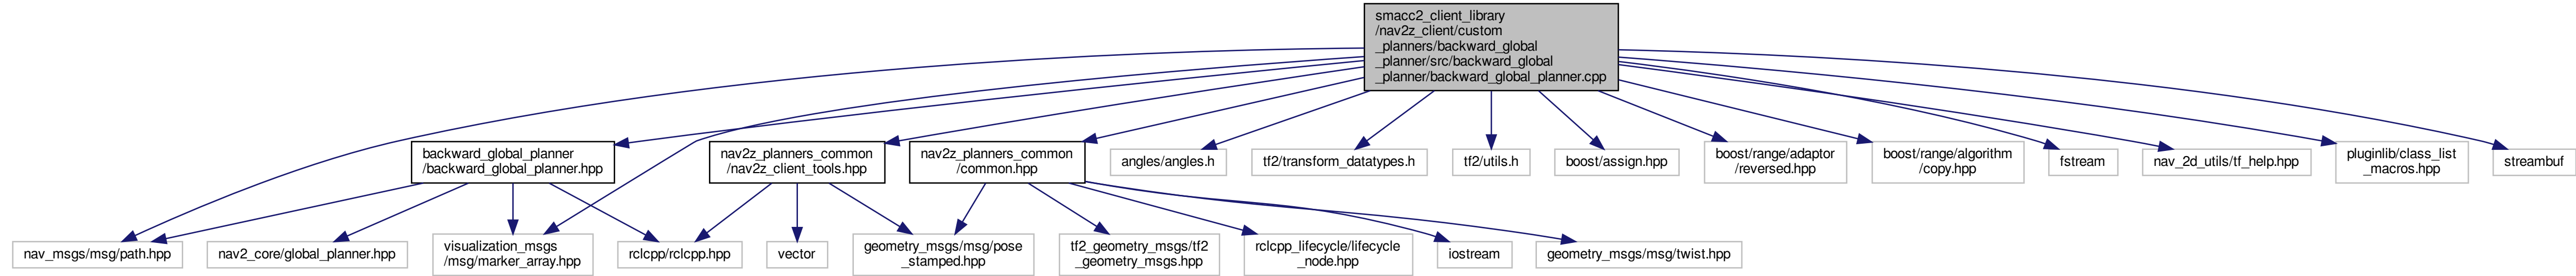 smacc2_client_library
/nav2z_client/custom
_planners/backward_global
_planner/src/backward_global
_planner/backward_global_planner.cpp
backward_global_planner
/backward_global_planner.hpp
nav2z_planners_common
/nav2z_client_tools.hpp
nav2z_planners_common
/common.hpp
angles/angles.h
tf2/transform_datatypes.h
tf2/utils.h
boost/assign.hpp
boost/range/adaptor
/reversed.hpp
boost/range/algorithm
/copy.hpp
fstream
nav_2d_utils/tf_help.hpp
pluginlib/class_list
_macros.hpp
streambuf
nav_msgs/msg/path.hpp
nav2_core/global_planner.hpp
visualization_msgs
/msg/marker_array.hpp
rclcpp/rclcpp.hpp
vector
geometry_msgs/msg/pose
_stamped.hpp
tf2_geometry_msgs/tf2
_geometry_msgs.hpp
rclcpp_lifecycle/lifecycle
_node.hpp
iostream
geometry_msgs/msg/twist.hpp